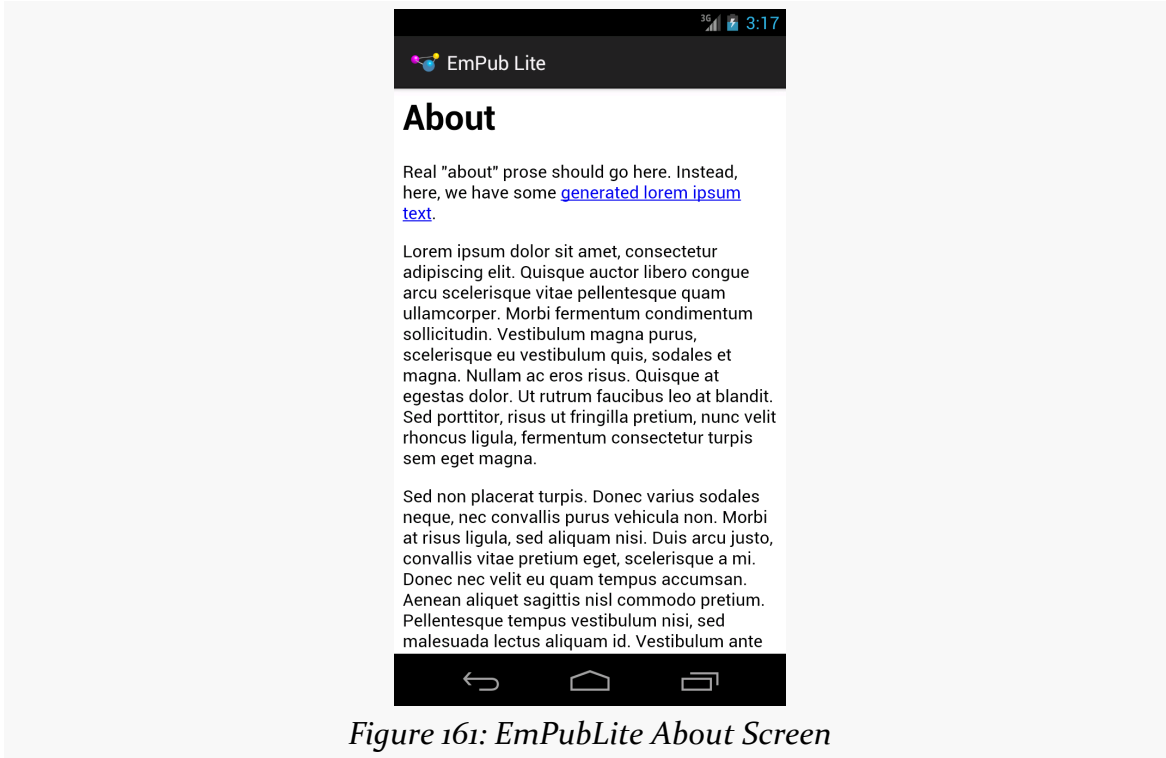 3G 3:17
EmPub Lite
About
Real "about" prose should go here. Instead,
here, we have some generated lorem ipsum
text.
Lorem ipsum dolor sit amet, consectetur
adipiscing elit. Quisque auctor libero congue
arcu scelerisque vitae pellentesque quam
ullamcorper. Morbi fermentum condimentum
sollicitudin. Vestibulum magna purus,
scelerisque eu vestibulum quis, sodales et
magna. Nullam ac eros risus. Quisque at
egestas dolor. Ut rutrum faucibus leo at blandit.
Sed porttitor, risus ut fringilla pretium, nunc velit
rhoncus ligula, fermentum consectetur turpis
sem eget magna.
Sed non placerat turpis. Donec varius sodales
neque, nec convallis purus vehicula non. Morbi
at risus ligula, sed aliquam nisi. Duis arcu justo,
convallis vitae pretium eget, scelerisque a mi.
Donec nec velit eu quam tempus accumsan.
Aenean aliquet sagittis nisl commodo pretium.
Pellentesque tempus vestibulum nisi, sed
malesuada lectus aliquam id. Vestibulum ante
Figure 161: EmPubLite About Screen